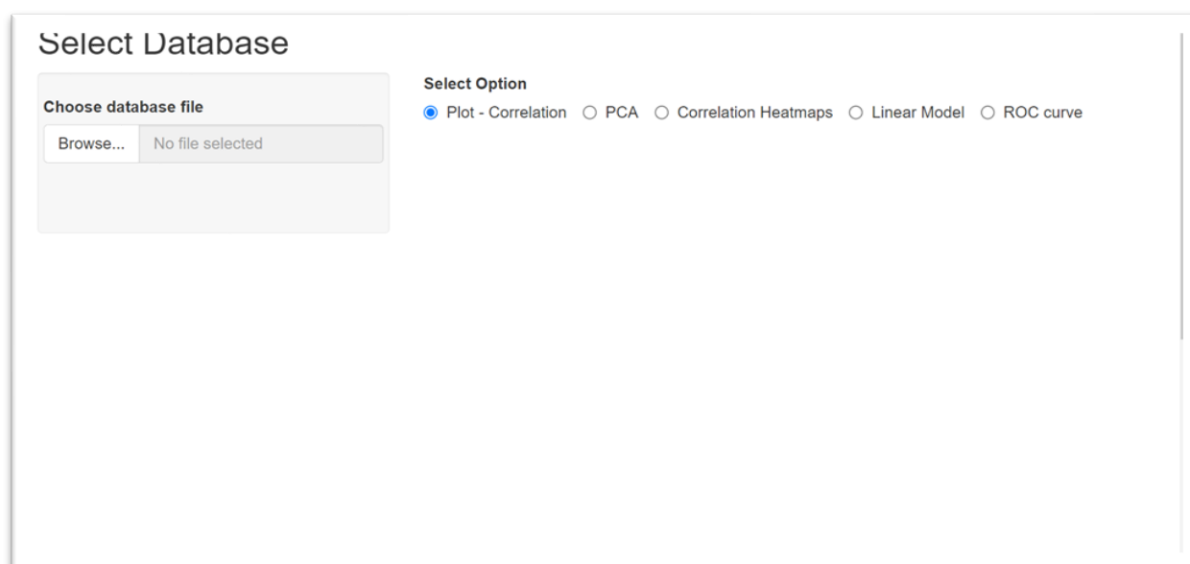 Select Database
Choose database file
Browse... No file selected
Select Option
Plot - Correlation PCA Correlation Heatmaps Linear Model ROC curve